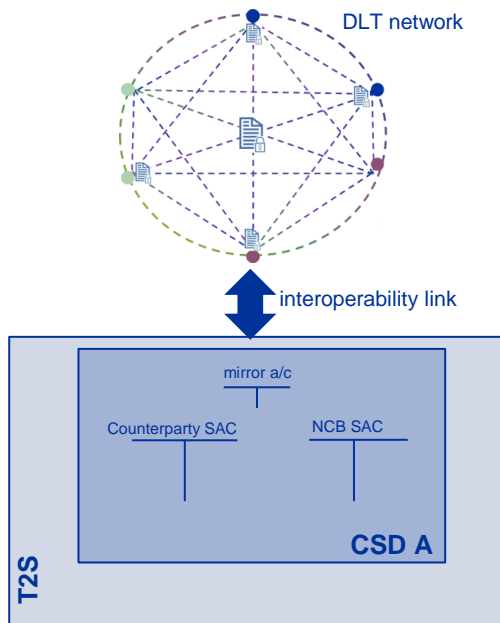 DLT network
interoperability link
mirror a/c
Counterparty SAC
NCB SAC
CSD A
T2S